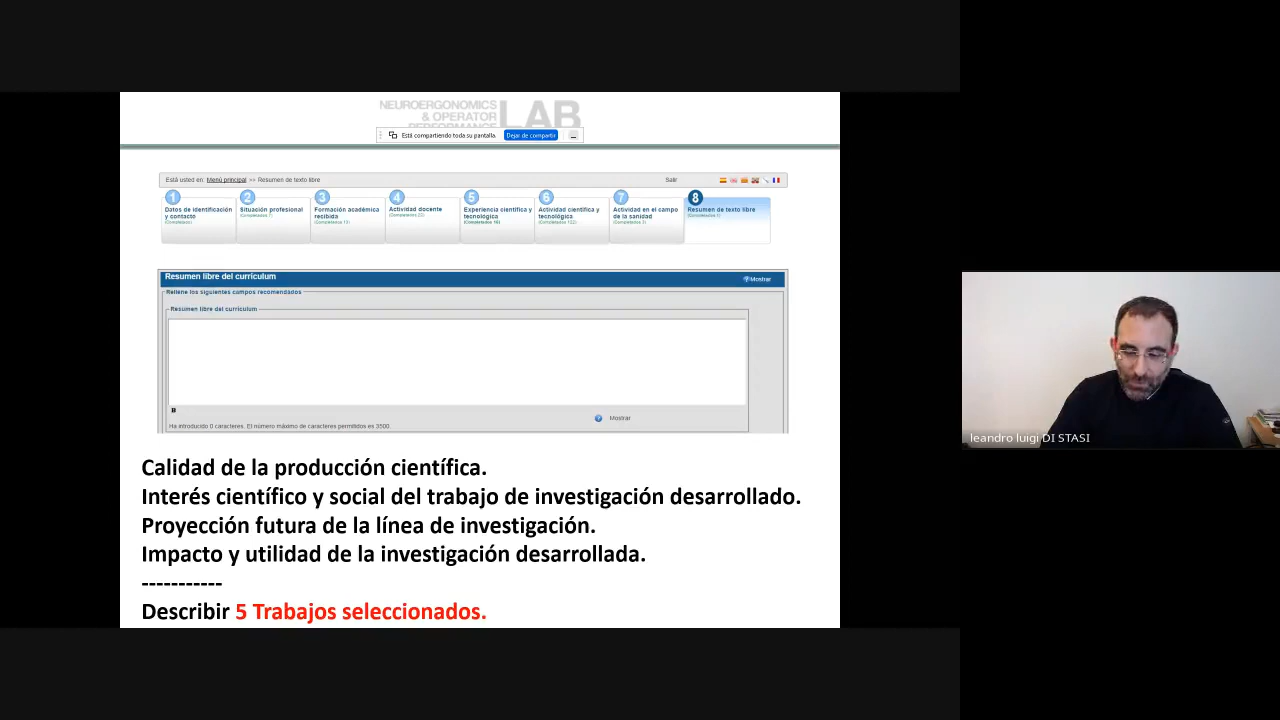 NEUROERGONOMICS
& OPERATOR
PERFORMANCE
LAB
Está compartiendo toda su pantalla.
Dejar de compartir
Está usted en: Menú principal >> Resumen de texto libre
Salir
1
Datos de identificación
y contacto
(Completados)
2
Situación profesional
3
Formación académica
recibida
4
Actividad docente
5
Experiencia científica y
tecnológica
6
Actividad científica y
tecnológica
7
Actividad en el campo
de la sanidad
8
Resumen de texto libre
Resumen libre del currículum
Mostrar
Rellene los siguientes campos recomendados
Resumen libre del currículum
B
Mostrar
Ha introducido 0 caracteres. El número máximo de caracteres permitidos es 3500.
Calidad de la producción científica.
Interés científico y social del trabajo de investigación desarrollado.
Proyección futura de la línea de investigación.
Impacto y utilidad de la investigación desarrollada.
-----------
Describir 5 Trabajos seleccionados.
leandro luigi DI STASI